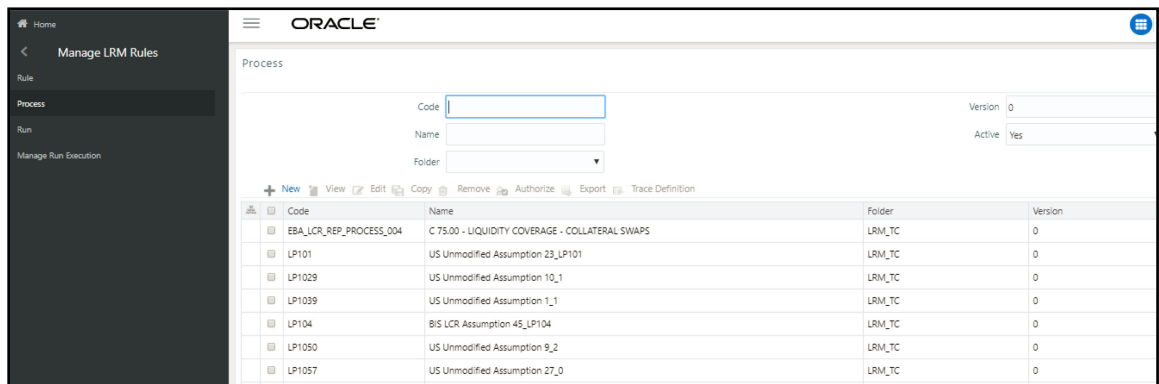 Home
ORACLE
Manage LRM Rules
Rule
Process
Run
Manage Run Execution
Process
Code
Version 0
Name
Active Yes
Folder
New View Edit Copy Remove Authorize Export Trace Definition
Code Name Folder Version
EBA_LCR_REP_PROCESS_004 C 75.00 - LIQUIDITY COVERAGE - COLLATERAL SWAPS LRM_TC 0
LP101 US Unmodified Assumption 23_LP101 LRM_TC 0
LP1029 US Unmodified Assumption 10_1 LRM_TC 0
LP1039 US Unmodified Assumption 1_1 LRM_TC 0
LP104 BIS LCR Assumption 45_LP104 LRM_TC 0
LP1050 US Unmodified Assumption 9_2 LRM_TC 0
LP1057 US Unmodified Assumption 27_0 LRM_TC 0